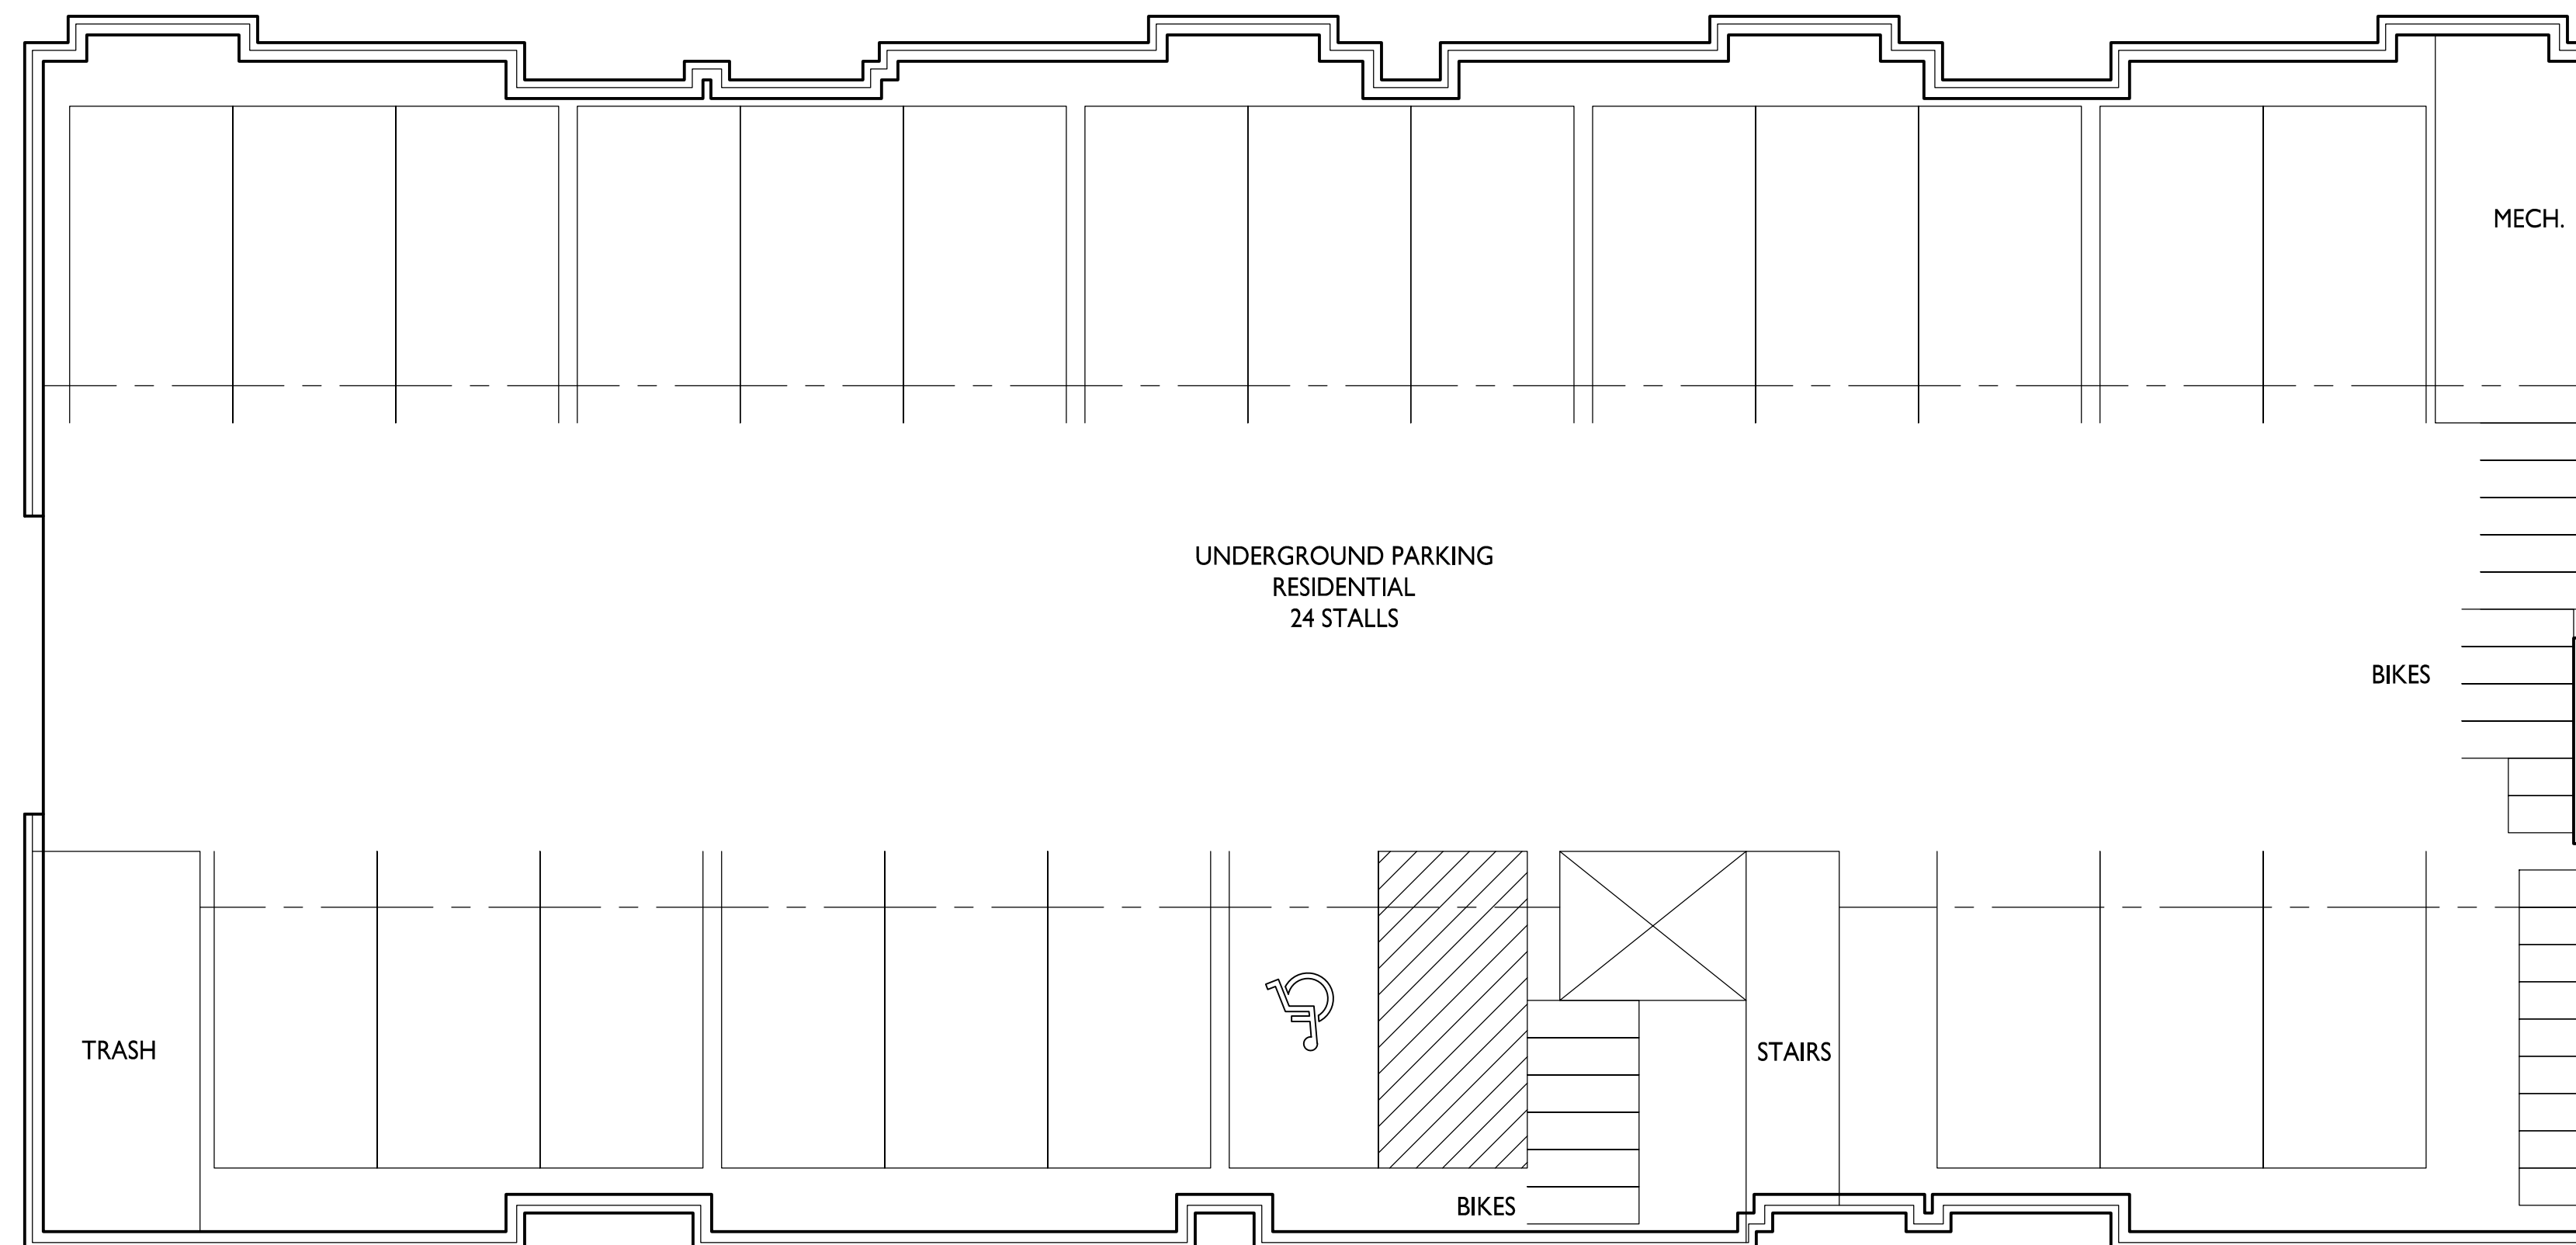 MECH.
UNDERGROUND PARKING
RESIDENTIAL
24 STALLS
BIKES
TRASH
STAIRS
BIKES